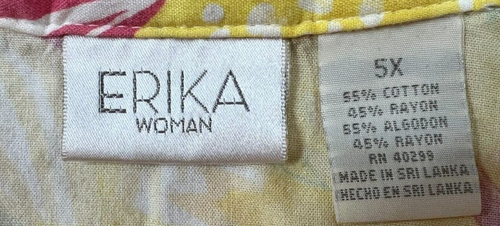 ERIKA
WOMAN
5X
55% COTTON
45% RAYON
55% ALGODON
45% RAYON
RN 40299
MADE IN SRI LANKA
HECHO EN SRI LANKA